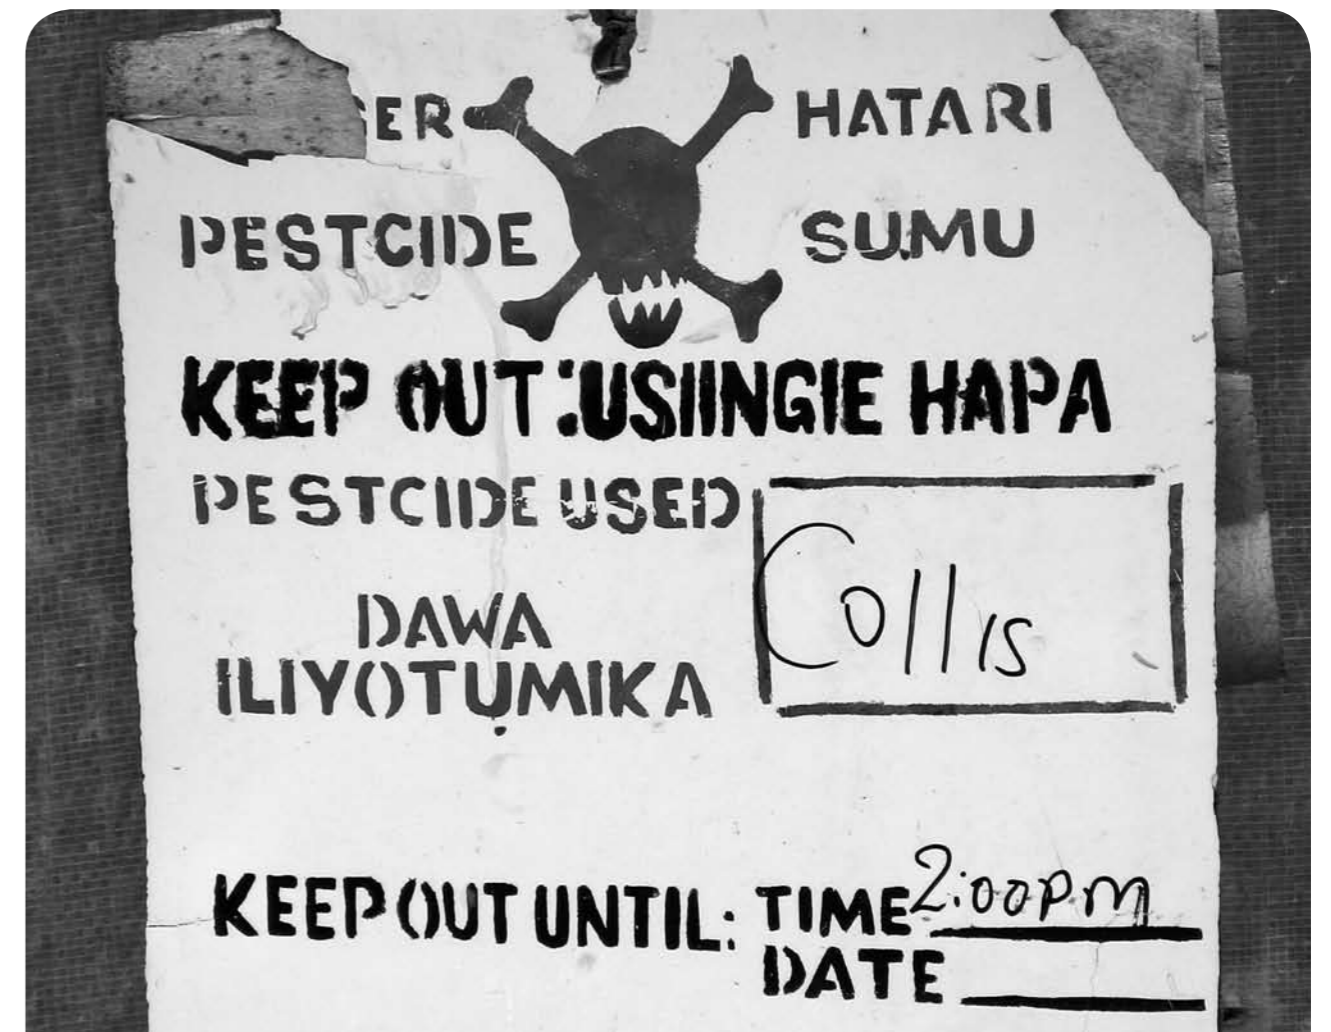 HATARI
PESTCIDE SUMU
KEEP OUT :USIINGIE HAPA
PESTCIDE USED
Collis
DAWA
ILIYOTUMIKA
KEEP OUT UNTIL: TIME 2:00pm
DATE